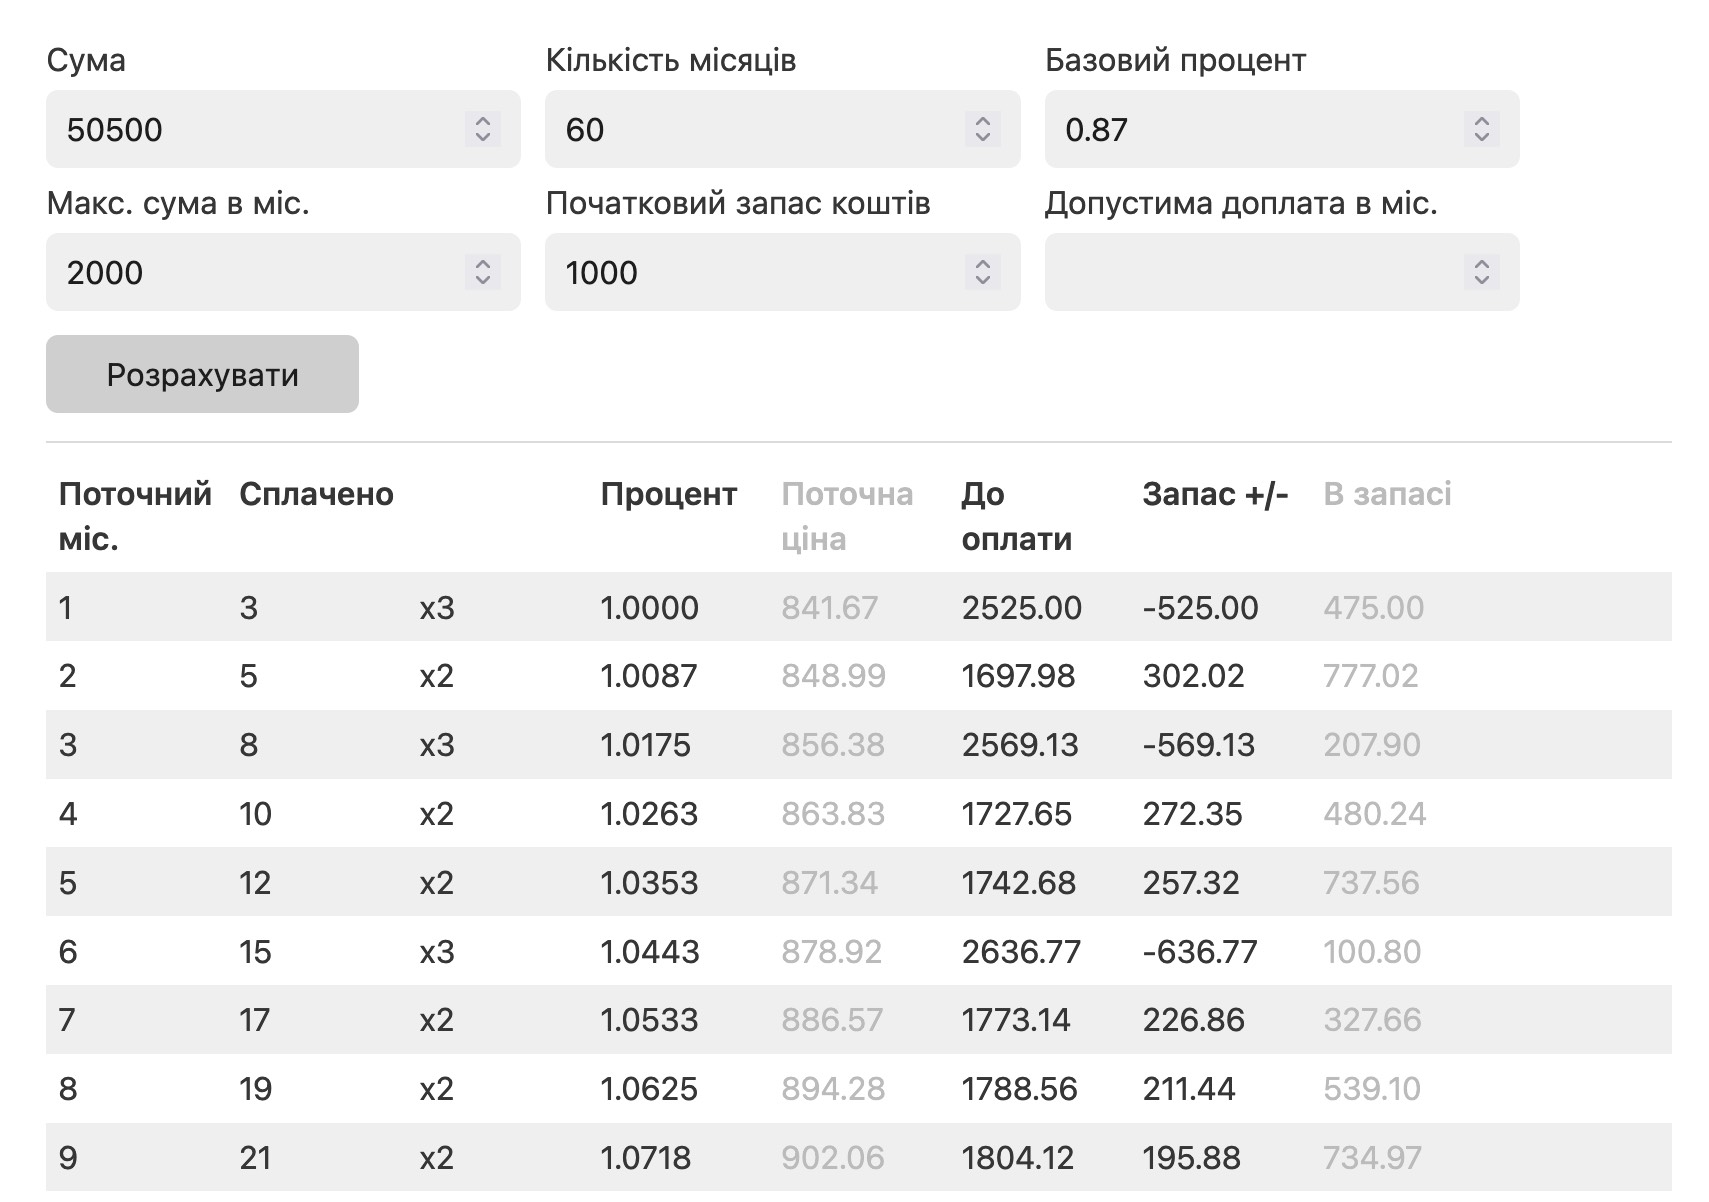 Сума Кількість місяців Базовий процент
50500 60 0.87
Макс. сума в міс. Початковий запас коштів Допустима доплата в міс.
2000 1000
Розрахувати
Поточний міс. Сплачено Процент Поточна ціна До оплати Запас +/- В запасі
1 3 x3 1.0000 841.67 2525.00 -525.00 475.00
2 5 x2 1.0087 848.99 1697.98 302.02 777.02
3 8 x3 1.0175 856.38 2569.13 -569.13 207.90
4 10 x2 1.0263 863.83 1727.65 272.35 480.24
5 12 x2 1.0353 871.34 1742.68 257.32 737.56
6 15 x3 1.0443 878.92 2636.77 -636.77 100.80
7 17 x2 1.0533 886.57 1773.14 226.86 327.66
8 19 x2 1.0625 894.28 1788.56 211.44 539.10
9 21 x2 1.0718 902.06 1804.12 195.88 734.97